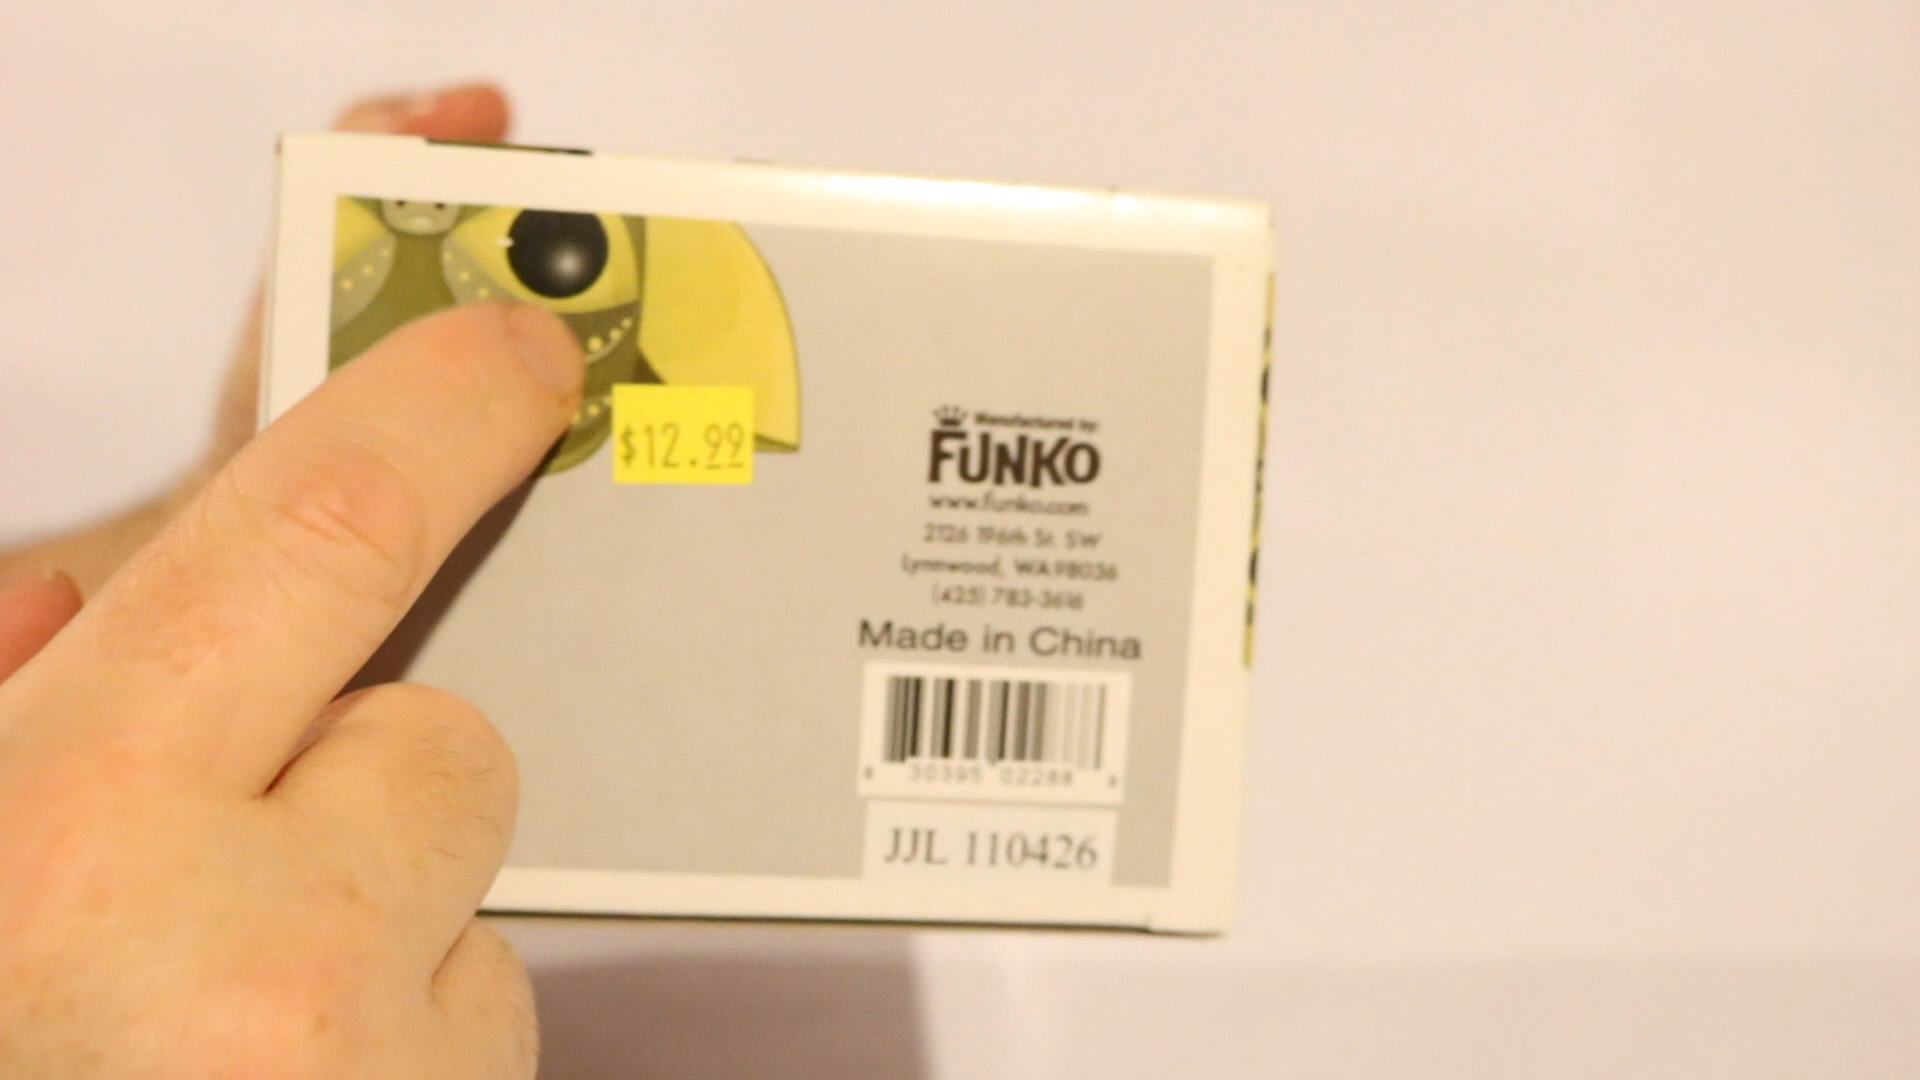 $12.99
Manufactured by:
FUNKO
www.funko.com
2126 196th St. SW
Lynnwood, WA 98036
(425) 783-3616
Made in China
30395 02288
JJL 110426